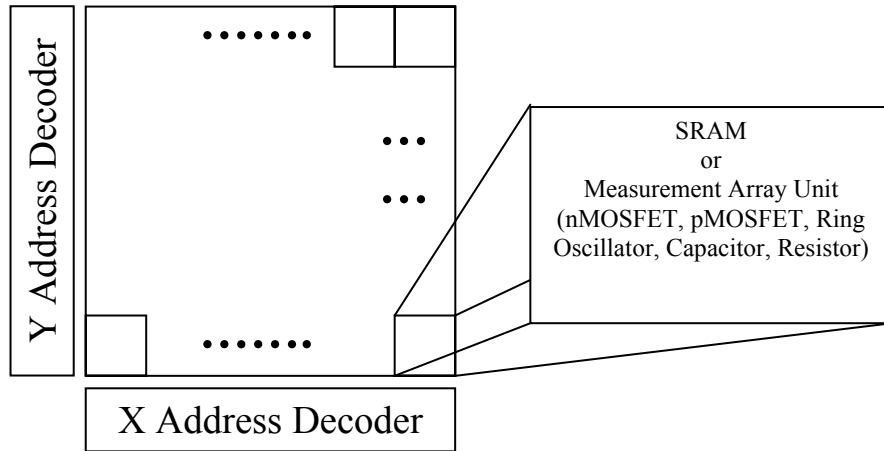 Y Address Decoder
SRAM
or
Measurement Array Unit
(nMOSFET, pMOSFET, Ring
Oscillator, Capacitor, Resistor)
X Address Decoder